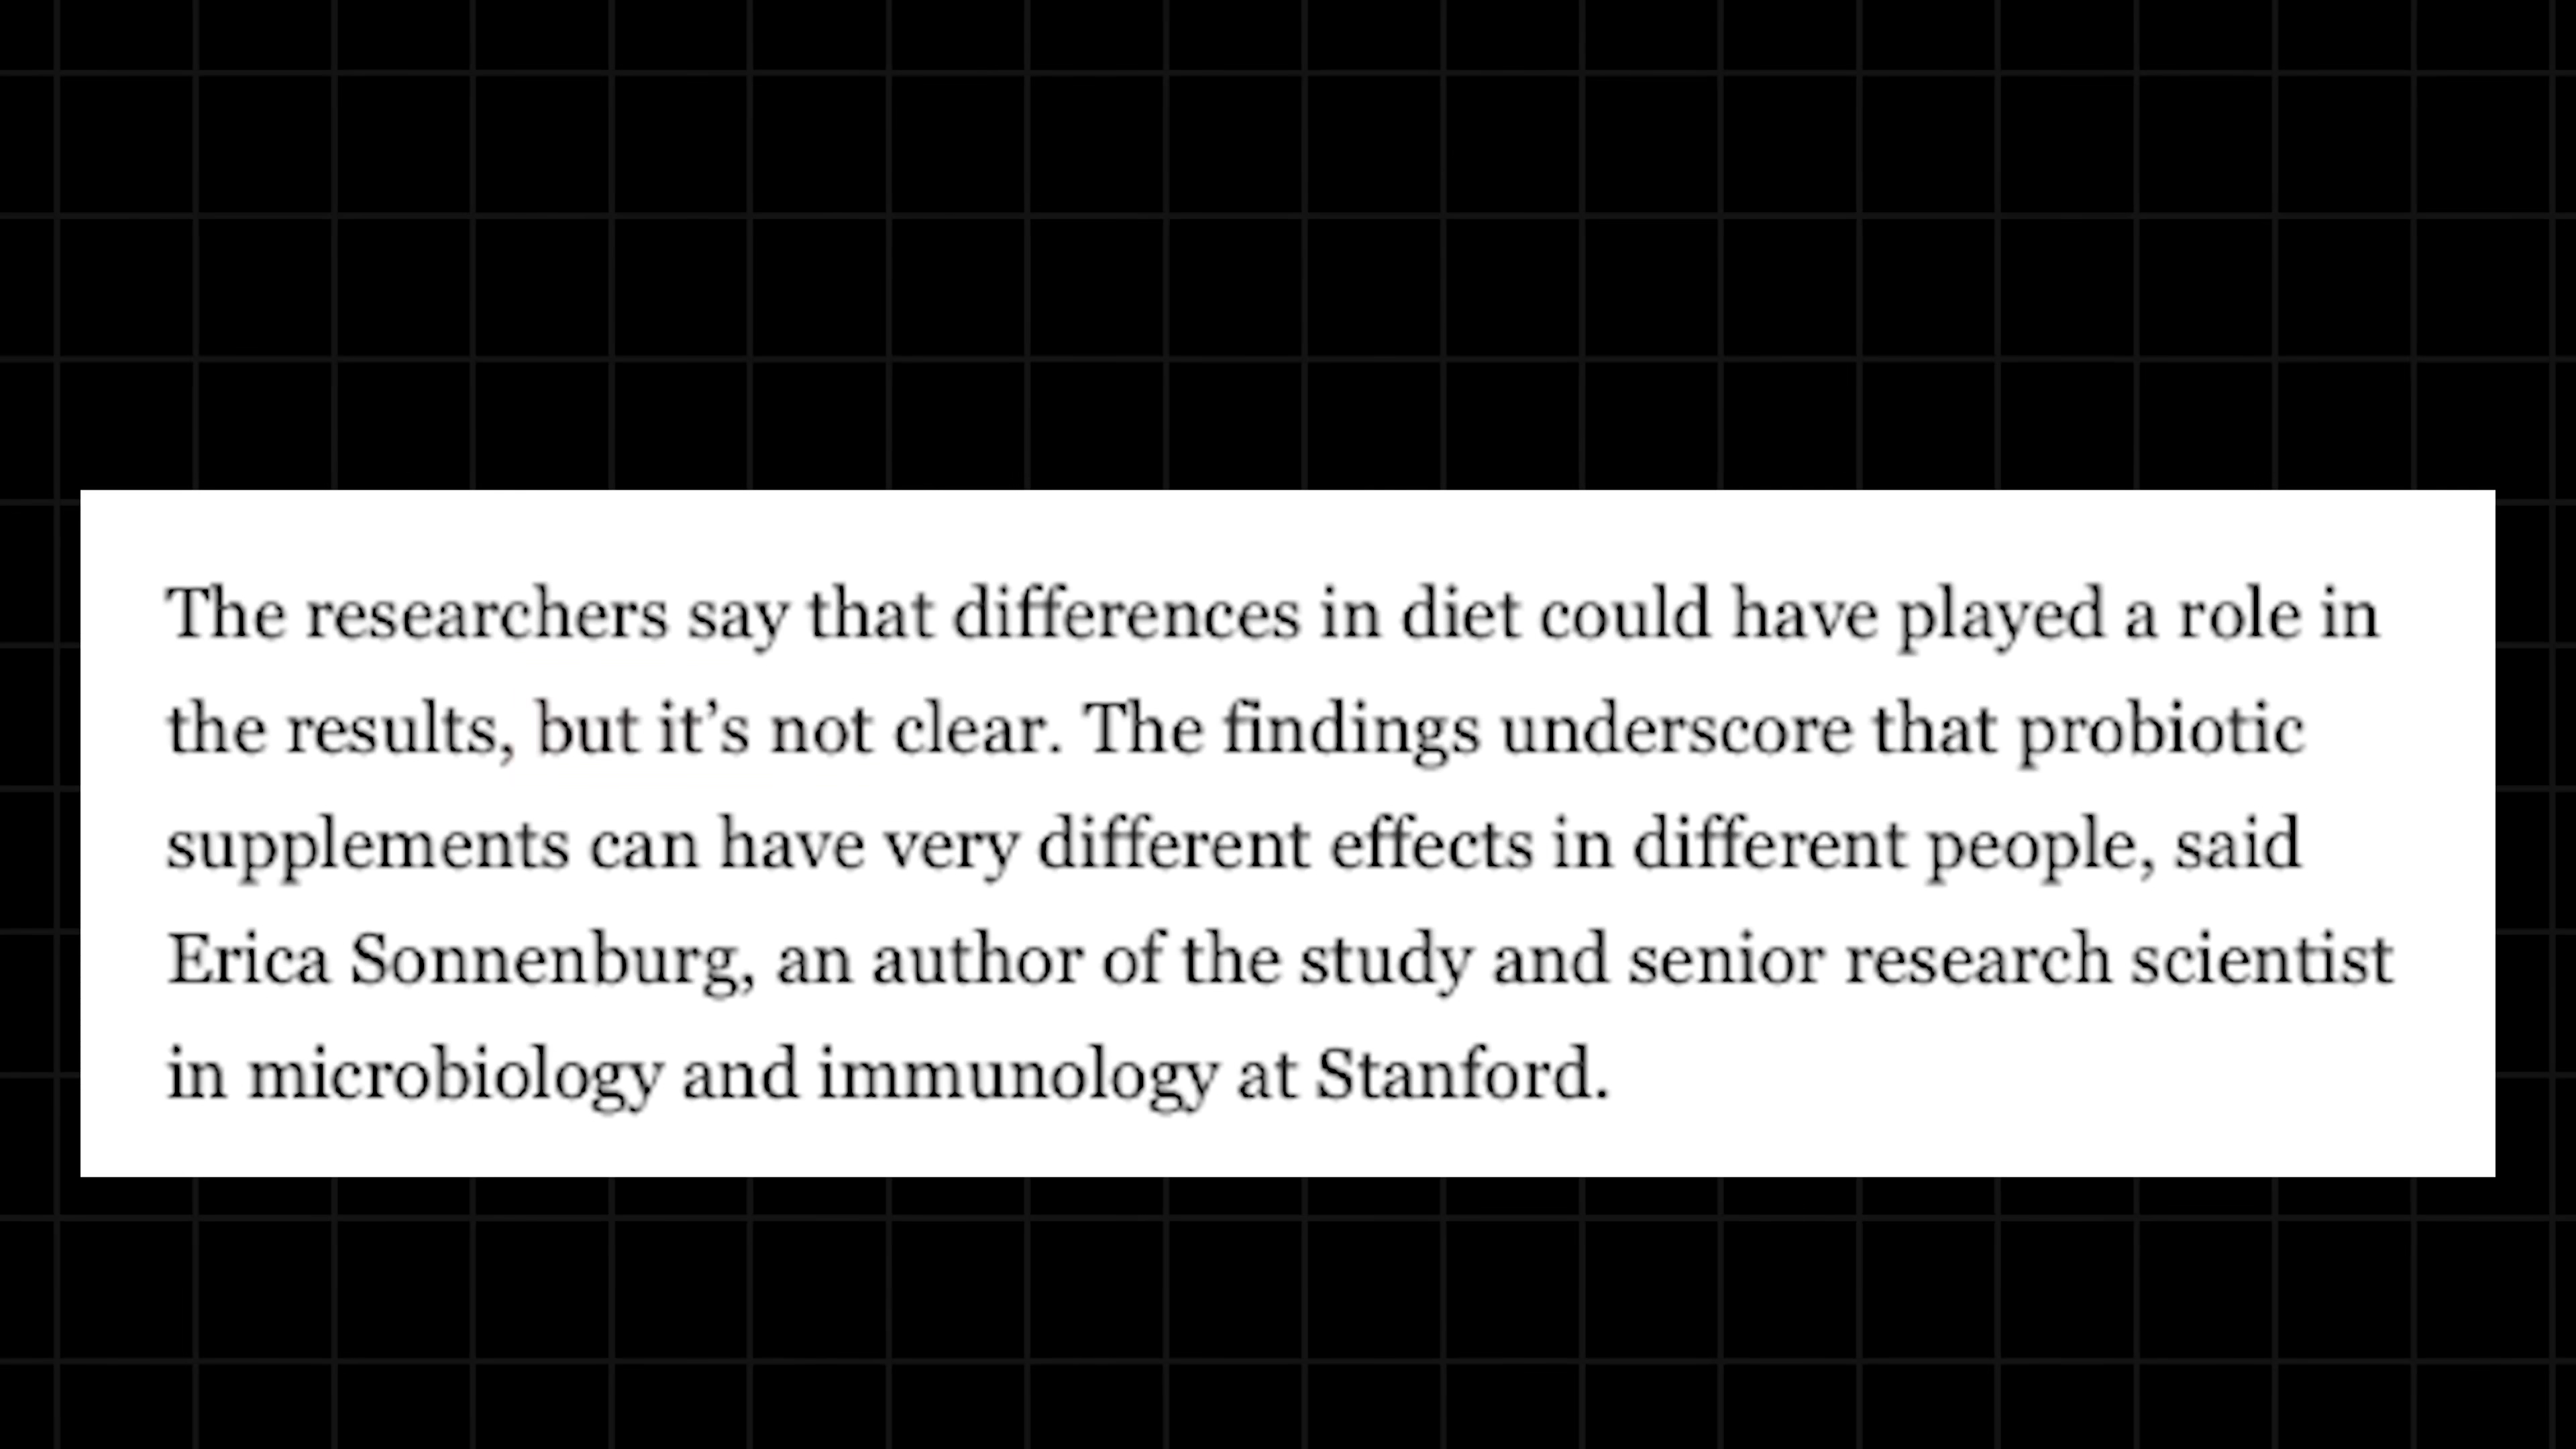 The researchers say that differences in diet could have played a role in
the results, but it’s not clear. The findings underscore that probiotic
supplements can have very different effects in different people, said
Erica Sonnenburg, an author of the study and senior research scientist
in microbiology and immunology at Stanford.